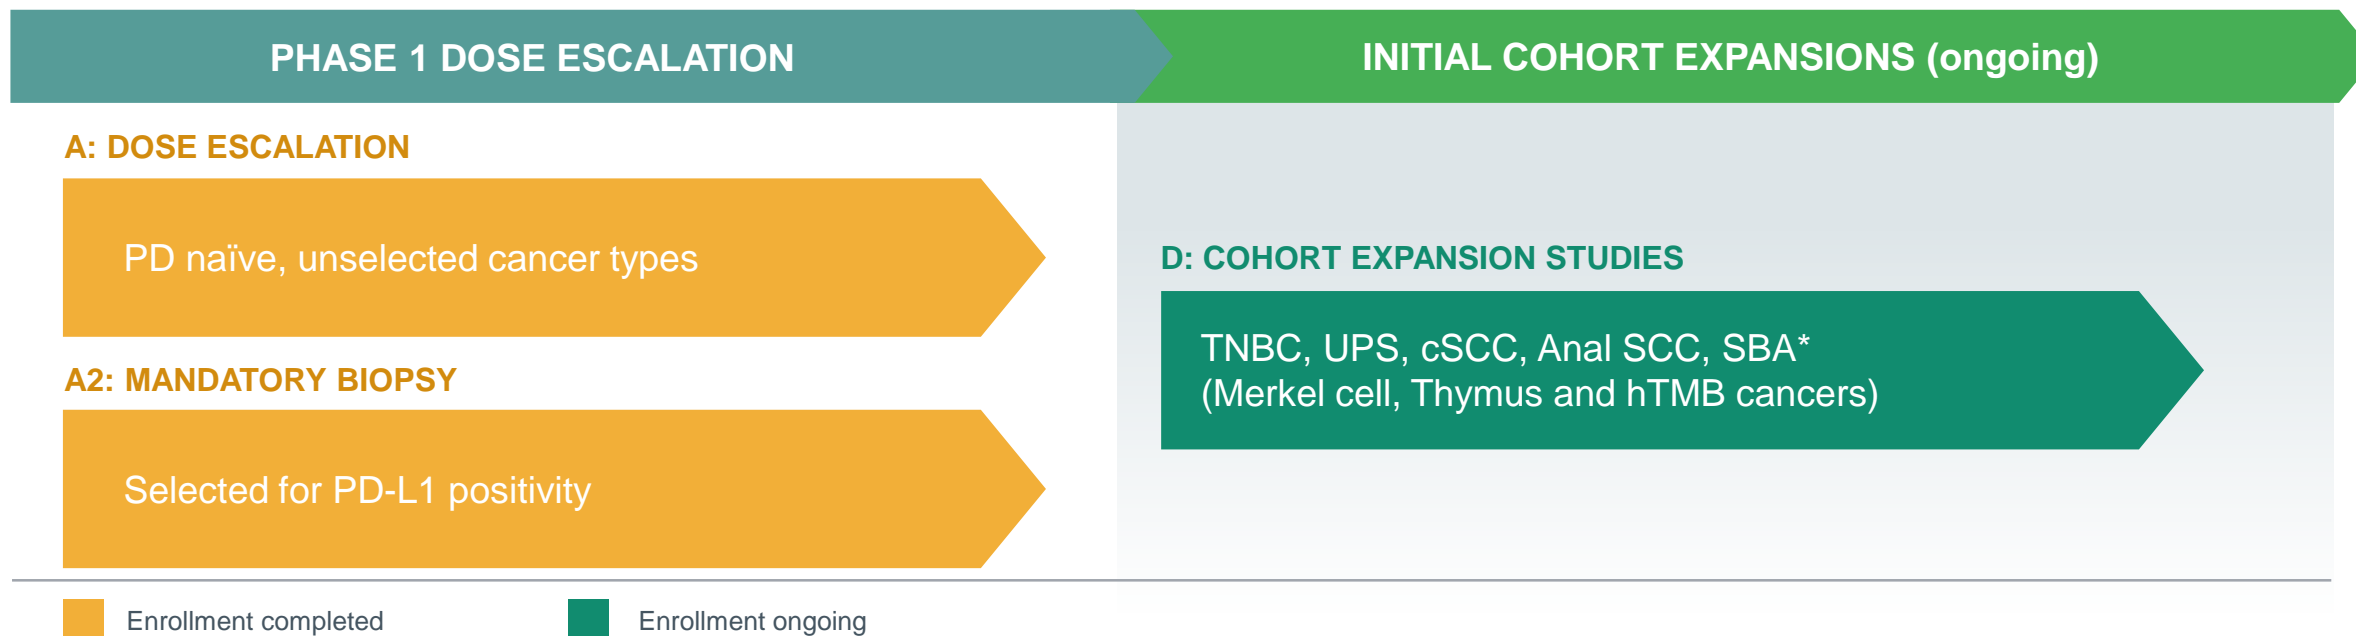 PHASE 1 DOSE ESCALATION
INITIAL COHORT EXPANSIONS (ongoing)
A: DOSE ESCALATION
PD naïve, unselected cancer types
A2: MANDATORY BIOPSY
Selected for PD-L1 positivity
D: COHORT EXPANSION STUDIES
TNBC, UPS, cSCC, Anal SCC, SBA*
(Merkel cell, Thymus and hTMB cancers)
Enrollment completed
Enrollment ongoing